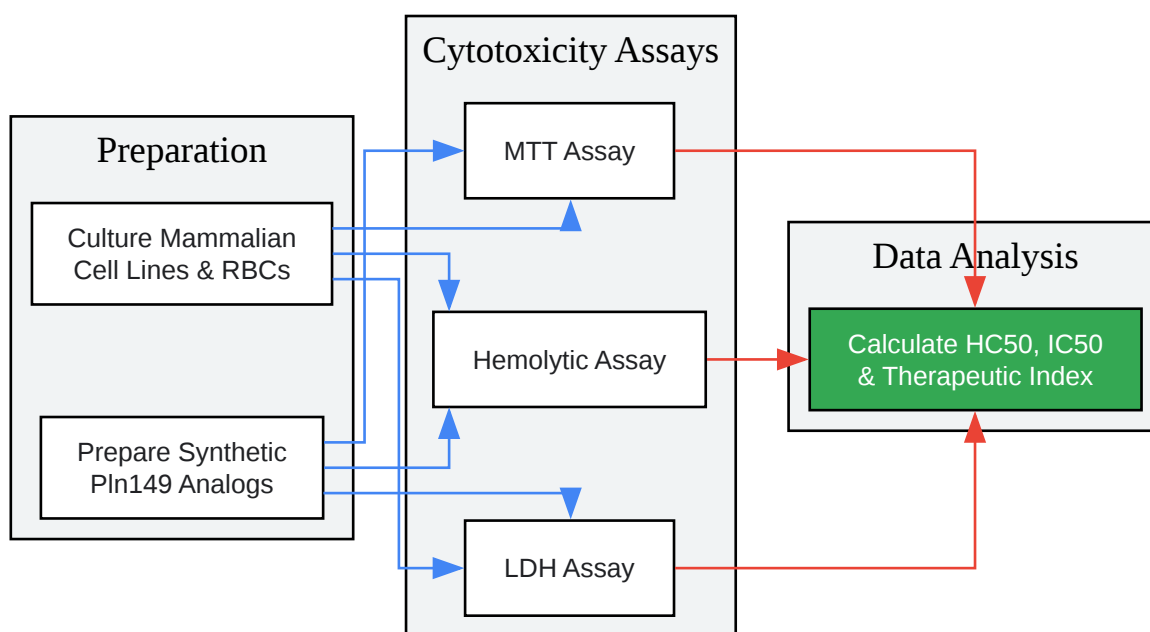 Preparation
Culture Mammalian
Cell Lines & RBCs
Prepare Synthetic
Pln149 Analogs
Cytotoxicity Assays
MTT Assay
Hemolytic Assay
LDH Assay
Data Analysis
Calculate HC50, IC50
& Therapeutic Index